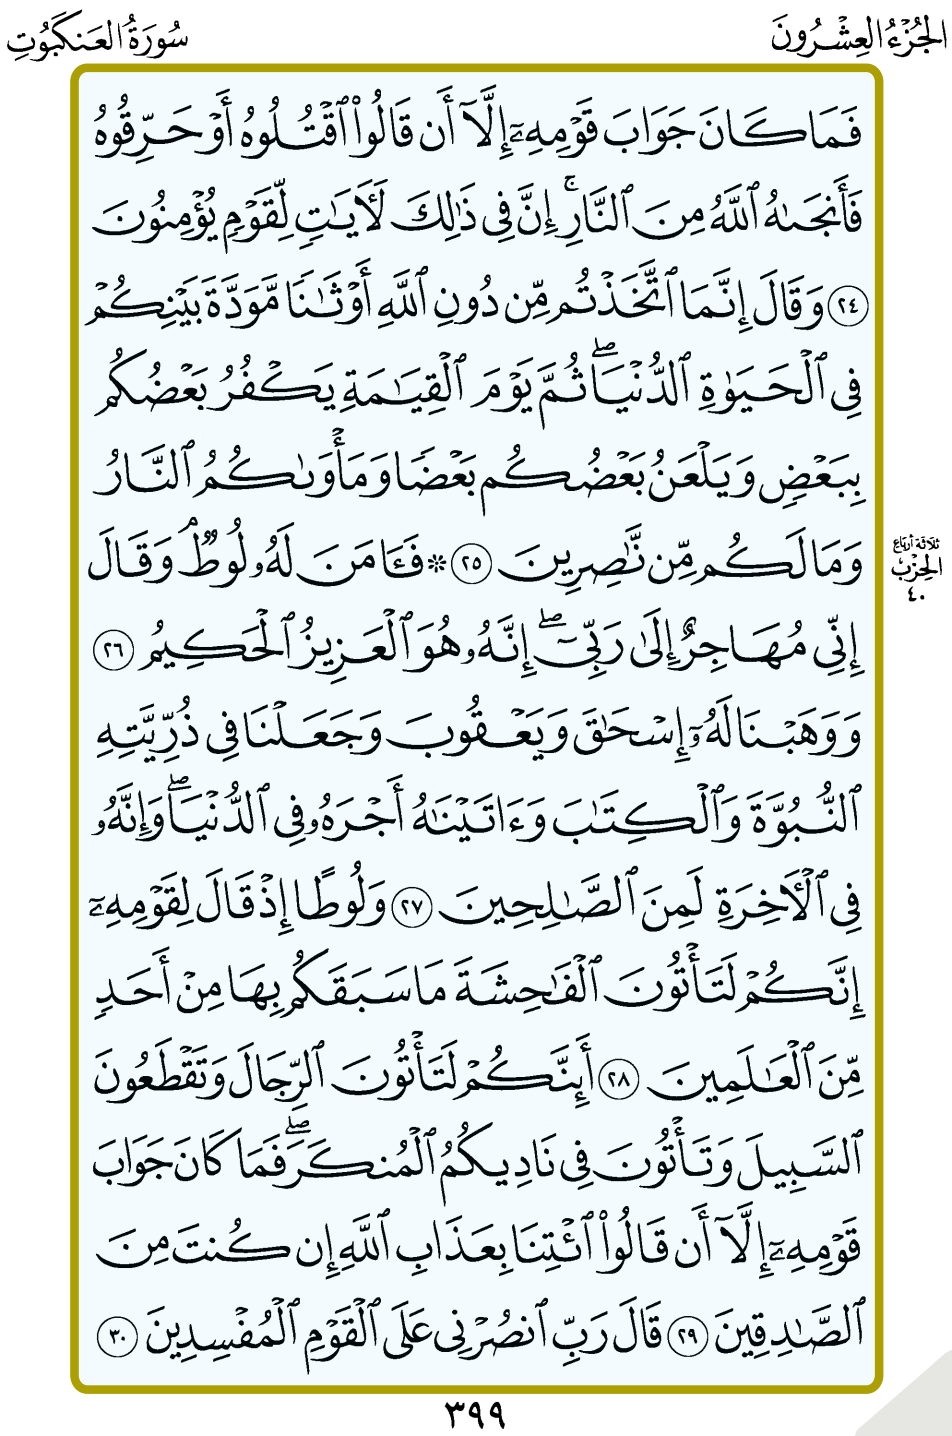 الجُزْءُ العِشْرُونَ
سُورَةُ العَنكَبُوتِ
فَمَا كَانَ جَوَابَ قَوْمِهِۦٓ إِلَّآ أَن قَالُوا۟ ٱقْتُلُوهُ أَوْ حَرِّقُوهُ
فَأَنجَىٰهُ ٱللَّهُ مِنَ ٱلنَّارِ ۚ إِنَّ فِى ذَٰلِكَ لَـَٔايَـٰتٍ لِّقَوْمٍ يُؤْمِنُونَ
٢٤ وَقَالَ إِنَّمَا ٱتَّخَذْتُم مِّن دُونِ ٱللَّهِ أَوْثَـٰنًا مَّوَدَّةَ بَيْنِكُمْ
فِى ٱلْحَيَوٰةِ ٱلدُّنْيَا ۖ ثُمَّ يَوْمَ ٱلْقِيَـٰمَةِ يَكْفُرُ بَعْضُكُم
بِبَعْضٍ وَيَلْعَنُ بَعْضُكُم بَعْضًا وَمَأْوَىٰكُمُ ٱلنَّارُ
وَمَا لَكُم مِّن نَّـٰصِرِينَ ٢٥ ۞ فَـَٔامَنَ لَهُۥ لُوطٌ ۘ وَقَالَ
إِنِّى مُهَاجِرٌ إِلَىٰ رَبِّىٓ ۖ إِنَّهُۥ هُوَ ٱلْعَزِيزُ ٱلْحَكِيمُ ٢٦
وَوَهَبْنَا لَهُۥٓ إِسْحَـٰقَ وَيَعْقُوبَ وَجَعَلْنَا فِى ذُرِّيَّتِهِ
ٱلنُّبُوَّةَ وَٱلْكِتَـٰبَ وَءَاتَيْنَـٰهُ أَجْرَهُۥ فِى ٱلدُّنْيَا ۖ وَإِنَّهُۥ
فِى ٱلْـَٔاخِرَةِ لَمِنَ ٱلصَّـٰلِحِينَ ٢٧ وَلُوطًا إِذْ قَالَ لِقَوْمِهِۦٓ
إِنَّكُمْ لَتَأْتُونَ ٱلْفَـٰحِشَةَ مَا سَبَقَكُم بِهَا مِنْ أَحَدٍ
مِّنَ ٱلْعَـٰلَمِينَ ٢٨ أَئِنَّكُمْ لَتَأْتُونَ ٱلرِّجَالَ وَتَقْطَعُونَ
ٱلسَّبِيلَ وَتَأْتُونَ فِى نَادِيكُمُ ٱلْمُنكَرَ ۖ فَمَا كَانَ جَوَابَ
قَوْمِهِۦٓ إِلَّآ أَن قَالُوا۟ ٱئْتِنَا بِعَذَابِ ٱللَّهِ إِن كُنتَ مِنَ
ٱلصَّـٰدِقِينَ ٢٩ قَالَ رَبِّ ٱنصُرْنِى عَلَى ٱلْقَوْمِ ٱلْمُفْسِدِينَ ٣٠
ثلاثة أرباع
الحِزْب
٤٠
٣٩٩